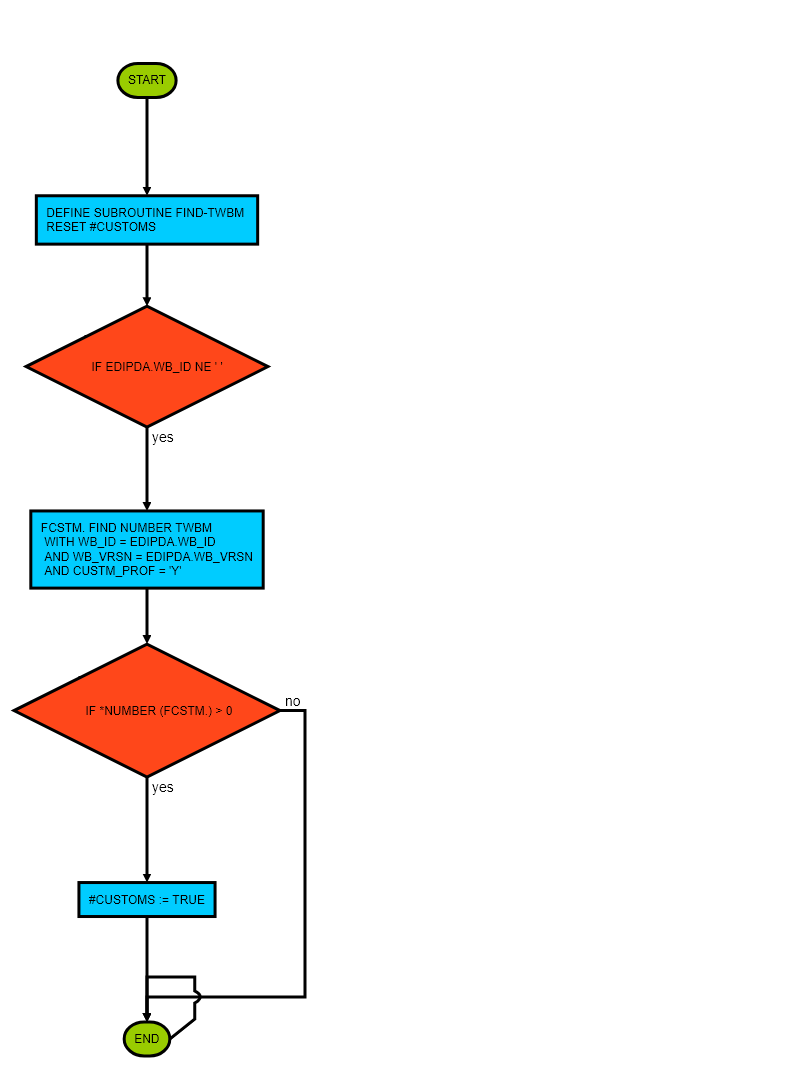 START
DEFINE SUBROUTINE FIND-TWBM
RESET #CUSTOMS
IF EDIPDA.WB_ID NE ' '
yes
FCSTM. FIND NUMBER TWBM
WITH WB_ID = EDIPDA.WB_ID
AND WB_VRSN = EDIPDA.WB_VRSN
AND CUSTM_PROF = 'Y'
IF *NUMBER (FCSTM.) > 0
no
yes
#CUSTOMS := TRUE
END